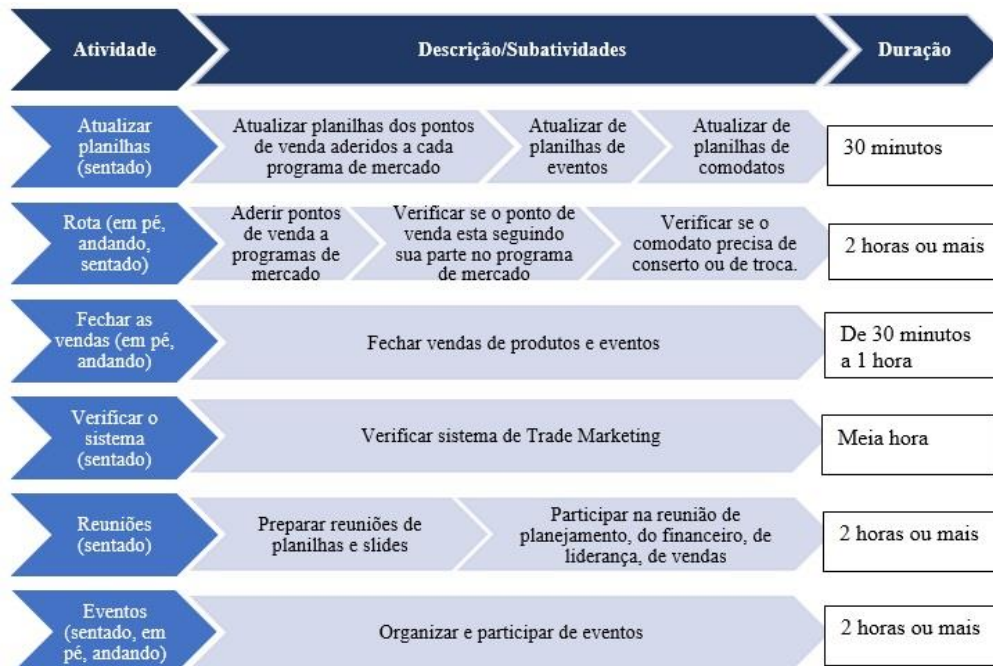 Atividade
Descrição/Subatividades
Duração
Atualizar
planilhas
(sentado)
Atualizar planilhas dos pontos
de venda aderidos a cada
programa de mercado
Atualizar de
planilhas de
eventos
Atualizar de
planilhas de
comodatos
30 minutos
Rota (em pé,
andando,
sentado)
Aderir pontos
de venda a
programas de
mercado
Verificar se o ponto de
venda esta seguindo
sua parte no programa
de mercado
Verificar se o
comodato precisa de
conserto ou de troca.
2 horas ou mais
Fechar as
vendas (em pé,
andando)
Fechar vendas de produtos e eventos
De 30 minutos
a 1 hora
Verificar o
sistema
(sentado)
Verificar sistema de Trade Marketing
Meia hora
Reuniões
(sentado)
Preparar reuniões de
planilhas e slides
Participar na reunião de
planejamento, do financeiro, de
liderança, de vendas
2 horas ou mais
Eventos
(sentado, em
pé, andando)
Organizar e participar de eventos
2 horas ou mais